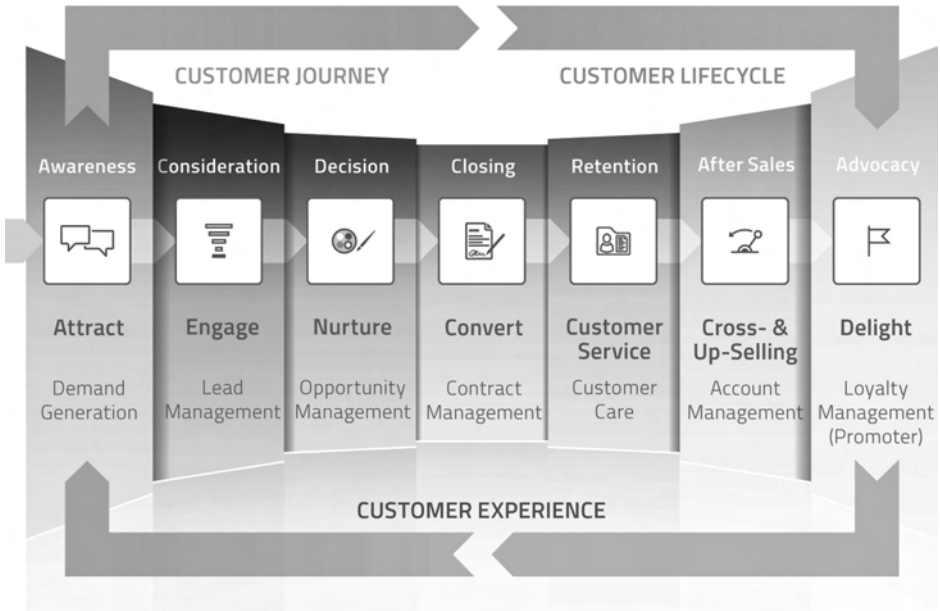 CUSTOMER JOURNEY
CUSTOMER LIFECYCLE
Awareness
Consideration
Decision
Closing
Retention
After Sales
Advocacy
Attract
Engage
Nurture
Convert
Customer
Service
Cross- &
Up-Selling
Delight
Demand
Generation
Lead
Management
Opportunity
Management
Contract
Management
Customer
Care
Account
Management
Loyalty
Management
(Promoter)
CUSTOMER EXPERIENCE